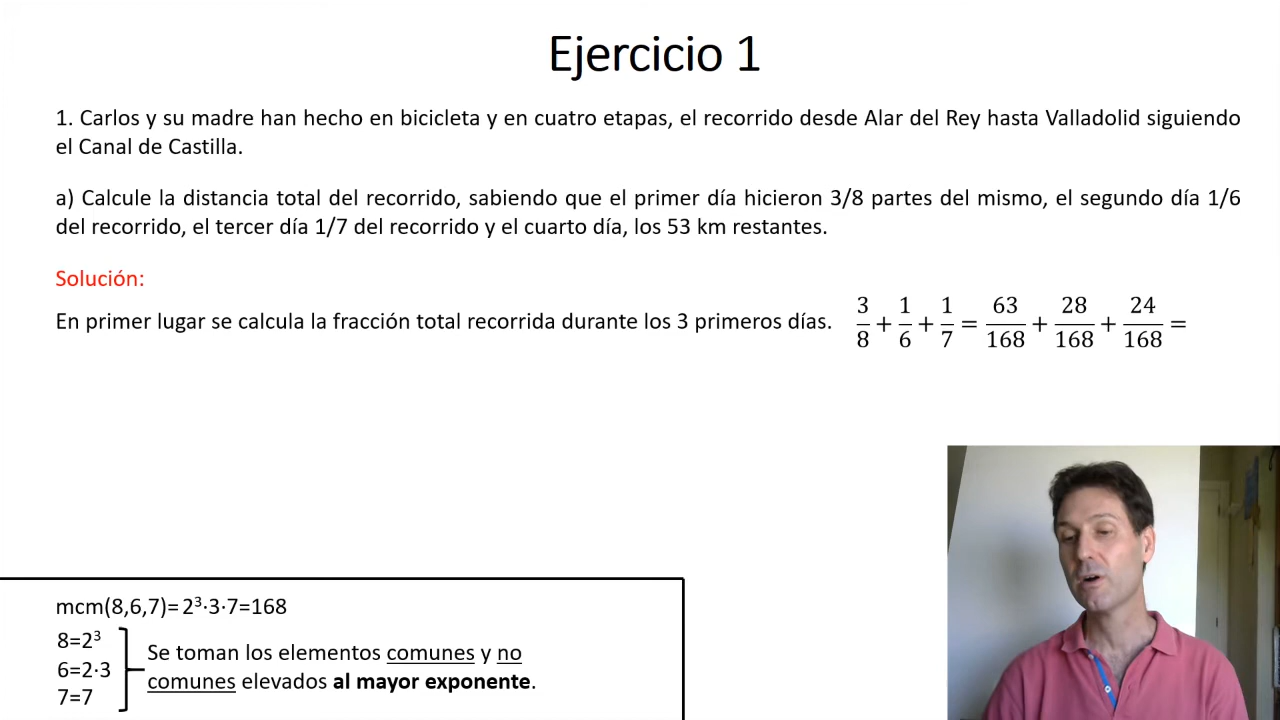 Ejercicio 1
1. Carlos y su madre han hecho en bicicleta y en cuatro etapas, el recorrido desde Alar del Rey hasta Valladolid siguiendo
el Canal de Castilla.
a) Calcule la distancia total del recorrido, sabiendo que el primer día hicieron 3/8 partes del mismo, el segundo día 1/6
del recorrido, el tercer día 1/7 del recorrido y el cuarto día, los 53 km restantes.
Solución:
En primer lugar se calcula la fracción total recorrida durante los 3 primeros días. 3/8 + 1/6 + 1/7 = 63/168 + 28/168 + 24/168 =
mcm(8,6,7)=2³·3·7=168
8=2³
6=2·3
7=7
Se toman los elementos comunes y no
comunes elevados al mayor exponente.